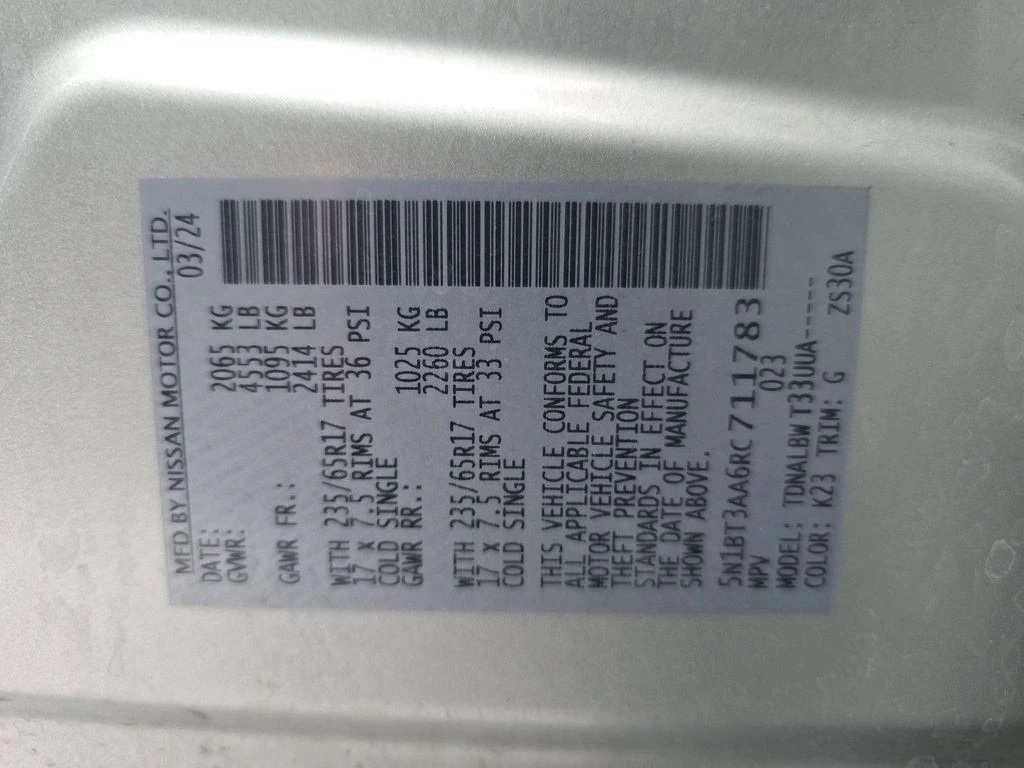 MFD BY NISSAN MOTOR CO., LTD.
DATE: 03/24
GVWR: 2065 KG
4553 LB
GAWR FR.: 1095 KG
2414 LB
WITH 235/65R17 TIRES
17 X 7.5 RIMS AT 36 PSI
COLD SINGLE
GAWR RR.: 1025 KG
2260 LB
WITH 235/65R17 TIRES
17 X 7.5 RIMS AT 33 PSI
COLD SINGLE
THIS VEHICLE CONFORMS TO
ALL APPLICABLE FEDERAL
MOTOR VEHICLE SAFETY AND
THEFT PREVENTION
STANDARDS IN EFFECT ON
THE DATE OF MANUFACTURE
SHOWN ABOVE.
5N1BT3AA6RC711783
MPV 023
MODEL: TDNALBW T33UUA-----
COLOR: K23 TRIM: G ZS30A